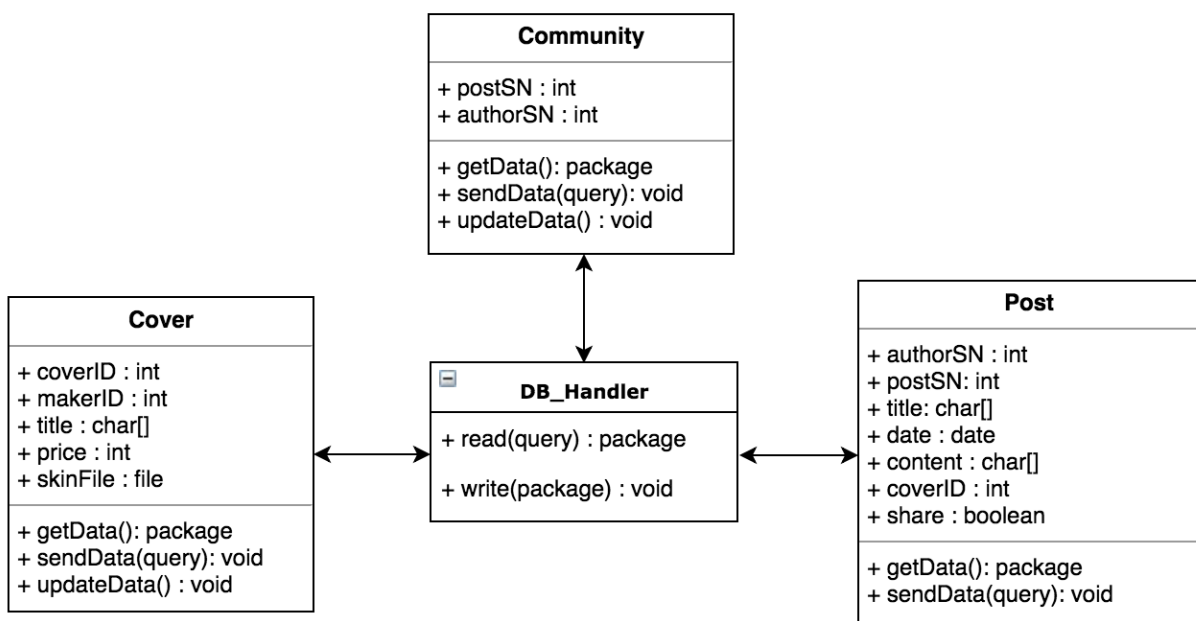 Community
+ postSN : int
+ authorSN : int
+ getData(): package
+ sendData(query): void
+ updateData() : void
Cover
+ coverID : int
+ makerID : int
+ title : char[]
+ price : int
+ skinFile : file
+ getData(): package
+ sendData(query): void
+ updateData() : void
DB_Handler
+ read(query) : package
+ write(package) : void
Post
+ authorSN : int
+ postSN: int
+ title: char[]
+ date : date
+ content : char[]
+ coverID : int
+ share : boolean
+ getData(): package
+ sendData(query): void